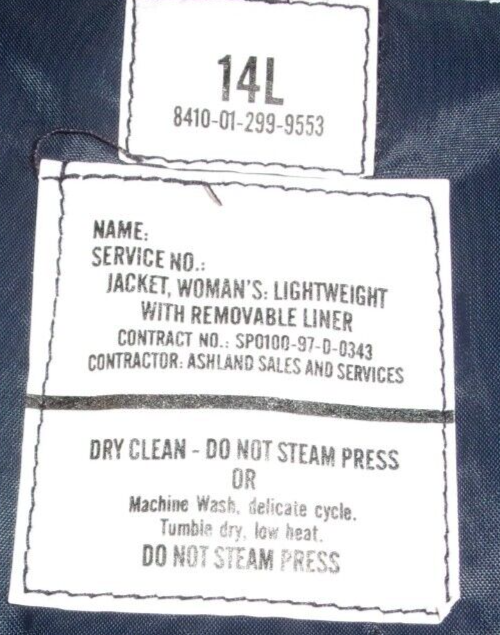 14L
8410-01-299-9553
NAME:
SERVICE NO.:
JACKET, WOMAN'S: LIGHTWEIGHT
WITH REMOVABLE LINER
CONTRACT NO.: SPO100-97-D-0343
CONTRACTOR: ASHLAND SALES AND SERVICES
DRY CLEAN - DO NOT STEAM PRESS
OR
Machine Wash, delicate cycle.
Tumble dry, low heat.
DO NOT STEAM PRESS